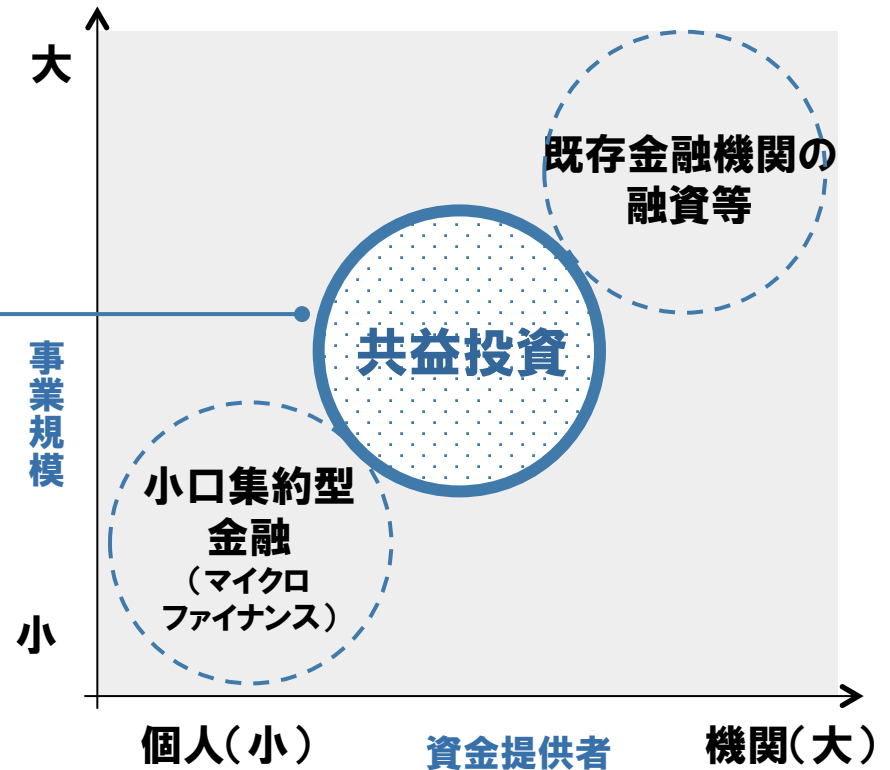 大
既存金融機関の
融資等
共益投資
事業規模
小口集約型
金融
（マイクロ
ファイナンス）
小
個人（小）
資金提供者
機関（大）